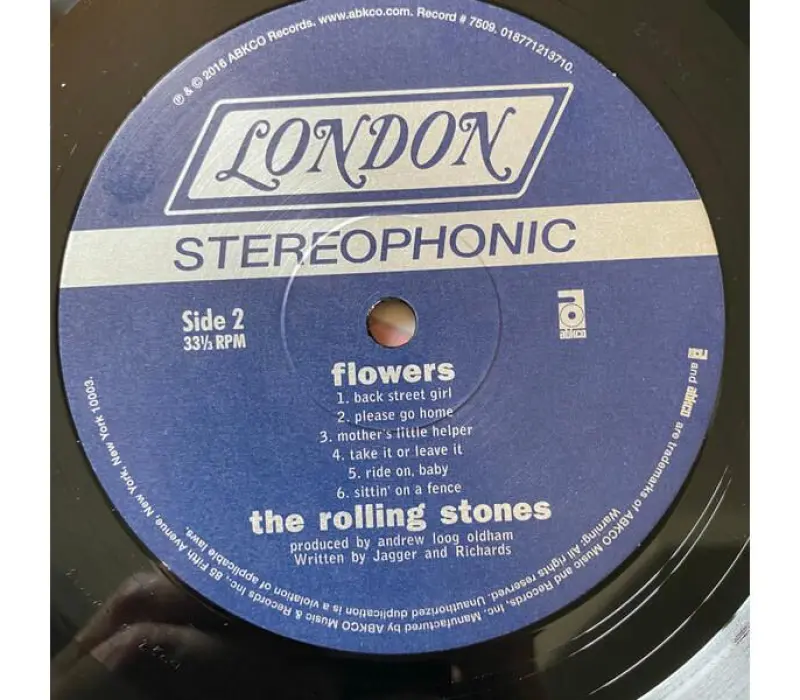 ℗ & © 2016 ABKCO Records. www.abkco.com. Record # 7509. 018771213710.
LONDON
STEREOPHONIC
Side 2
33⅓ RPM
abkco
flowers
1. back street girl
2. please go home
3. mother's little helper
4. take it or leave it
5. ride on, baby
6. sittin' on a fence
the rolling stones
produced by andrew loog oldham
Written by Jagger and Richards
and abkco are trademarks of ABKCO Music and Records, Inc. Manufactured by ABKCO Music & Records Inc., 85 Fifth Avenue, New York, New York 10003.
Warning: All rights reserved. Unauthorized duplication is a violation of applicable laws.